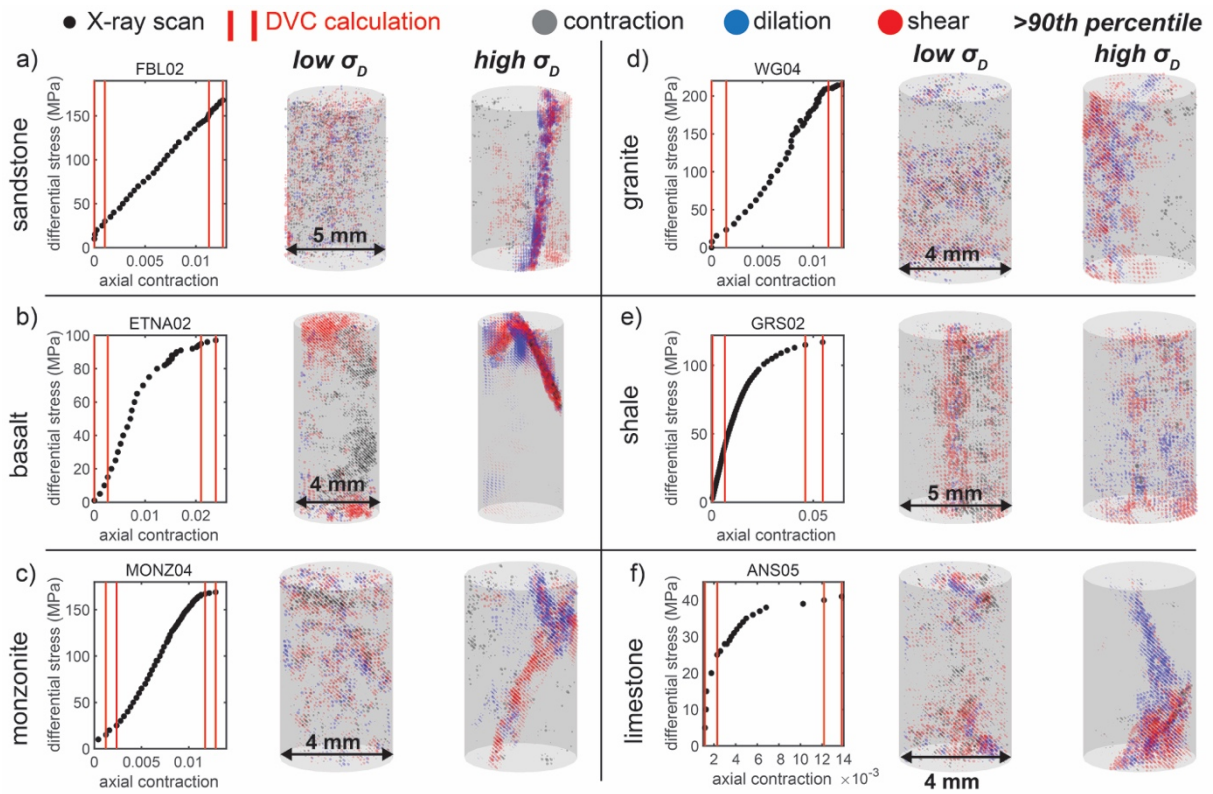 X-ray scan DVC calculation contraction dilation shear >90th percentile
a) FBL02 low σD high σD
sandstone
differential stress (MPa)
150
100
50
0
0 0.005 0.01
axial contraction
5 mm
d) WG04 low σD high σD
granite
differential stress (MPa)
200
150
100
50
0
0 0.005 0.01
axial contraction
4 mm
b) ETNA02
basalt
differential stress (MPa)
100
80
60
40
20
0
0 0.01 0.02
axial contraction
4 mm
e) GRS02
shale
differential stress (MPa)
100
50
0
0 0.05
axial contraction
5 mm
c) MONZ04
monzonite
differential stress (MPa)
150
100
50
0
0 0.005 0.01
axial contraction
4 mm
f) ANS05
limestone
differential stress (MPa)
40
30
20
10
0
2 4 6 8 10 12 14
axial contraction ×10-3
4 mm